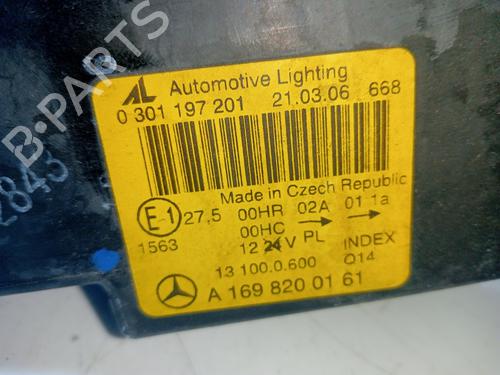 B-PARTS
2843
AL Automotive Lighting
0 301 197 201 21.03.06 668
Made in Czech Republic
E1 27,5 00HR 02A 01 1a
00HC
1563 12 24V PL INDEX
13 100.0.600 Q14
A 169 820 01 61